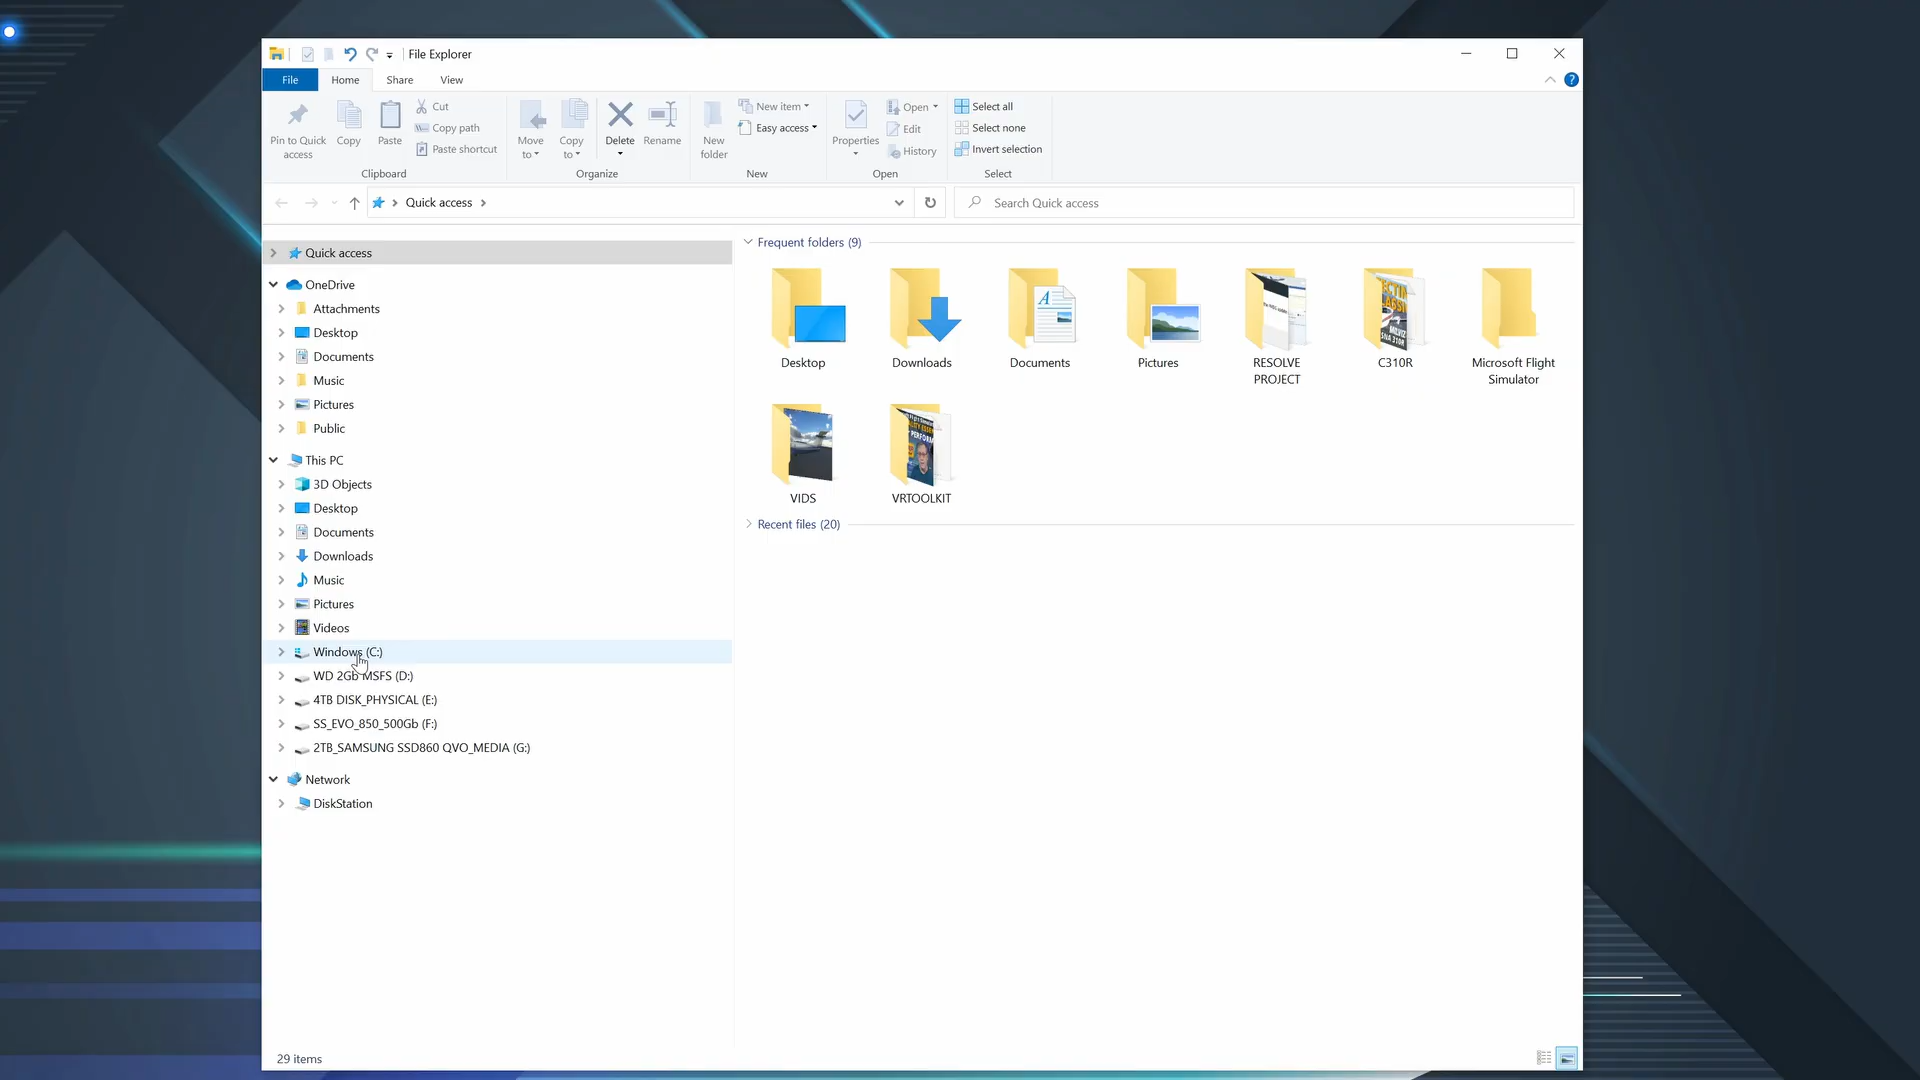 File Explorer
File Home Share View
Pin to Quick access
Copy
Paste
Cut
Copy path
Paste shortcut
Clipboard
Move to
Copy to
Delete
Rename
Organize
New folder
New item
Easy access
New
Properties
Open
Edit
History
Open
Select all
Select none
Invert selection
Select
Quick access
Search Quick access
Quick access
OneDrive
Attachments
Desktop
Documents
Music
Pictures
Public
This PC
3D Objects
Desktop
Documents
Downloads
Music
Pictures
Videos
Windows (C:)
WD 2Gb MSFS (D:)
4TB DISK_PHYSICAL (E:)
SS_EVO_850_500Gb (F:)
2TB_SAMSUNG SSD860 QVO_MEDIA (G:)
Network
DiskStation
Frequent folders (9)
Desktop
Downloads
Documents
Pictures
RESOLVE
PROJECT
C310R
Microsoft Flight
Simulator
VIDS
VRTOOLKIT
Recent files (20)
29 items